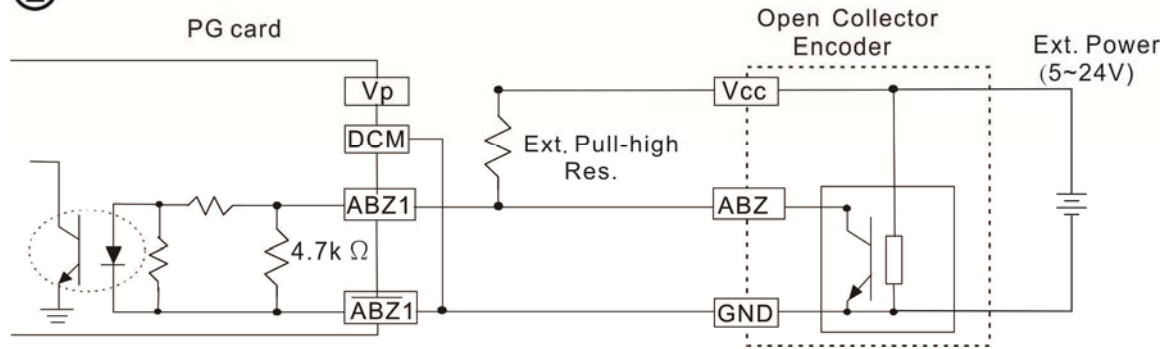 PG card
Open Collector
Encoder
Ext. Power
(5~24V)
Vp
Vcc
DCM
Ext. Pull-high
Res.
ABZ1
ABZ
4.7k Ω
A̅B̅Z̅1
GND